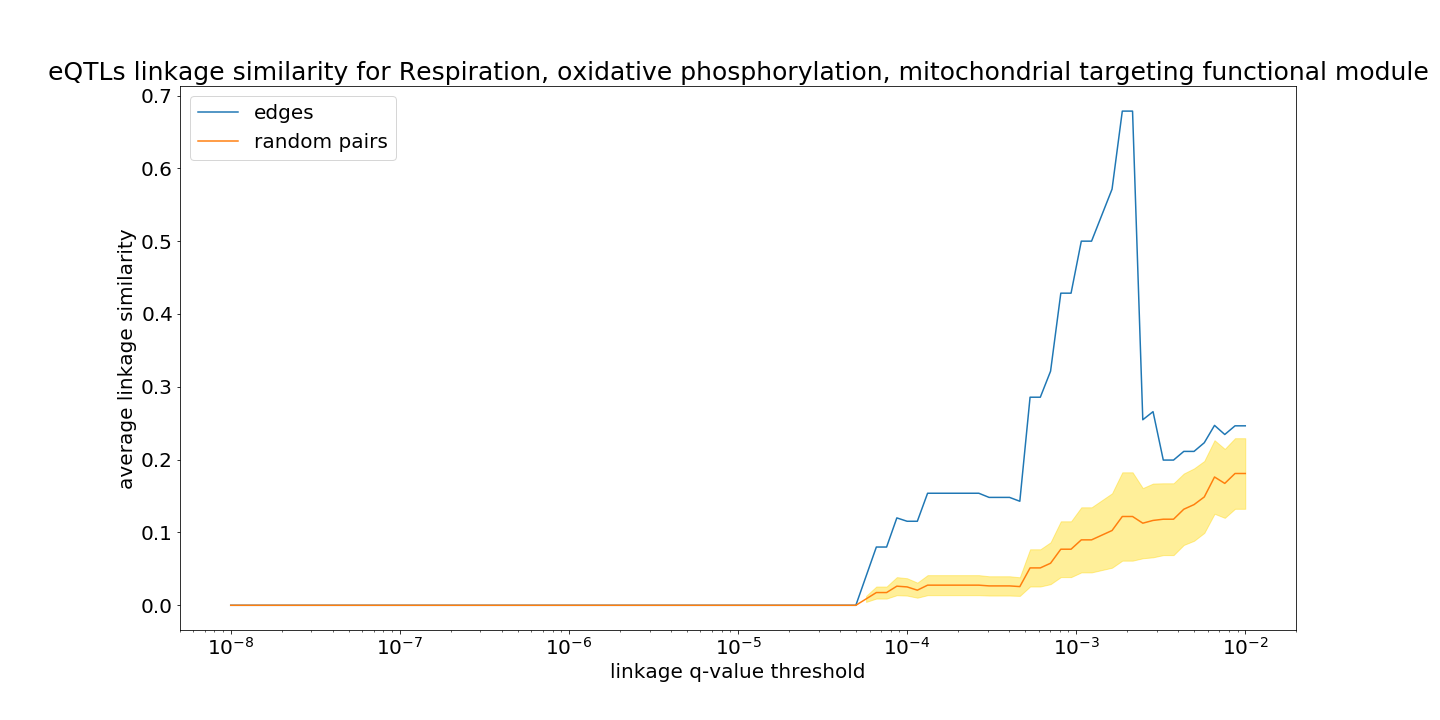 eQTLs linkage similarity for Respiration, oxidative phosphorylation, mitochondrial targeting functional module
edges
random pairs
average linkage similarity
0.7
0.6
0.5
0.4
0.3
0.2
0.1
0.0
10⁻⁸ 10⁻⁷ 10⁻⁶ 10⁻⁵ 10⁻⁴ 10⁻³ 10⁻²
linkage q-value threshold